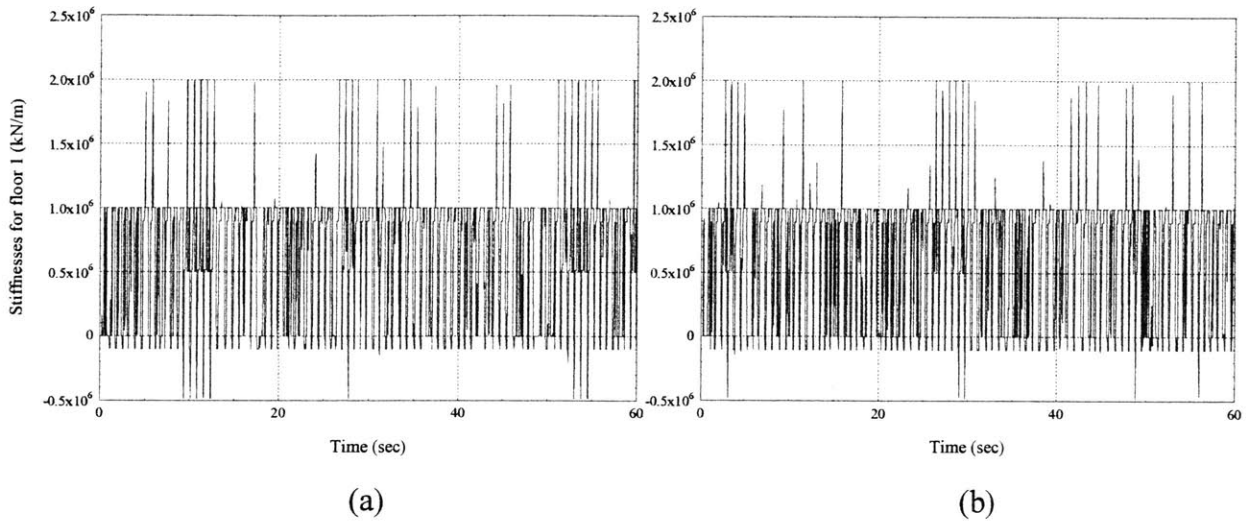 Stiffnesses for floor 1 (kN/m)
2.5x10⁶
2.0x10⁶
1.5x10⁶
1.0x10⁶
0.5x10⁶
0
-0.5x10⁶
0 20 40 60
Time (sec)
(a)
2.5x10⁶
2.0x10⁶
1.5x10⁶
1.0x10⁶
0.5x10⁶
0
-0.5x10⁶
0 20 40 60
Time (sec)
(b)